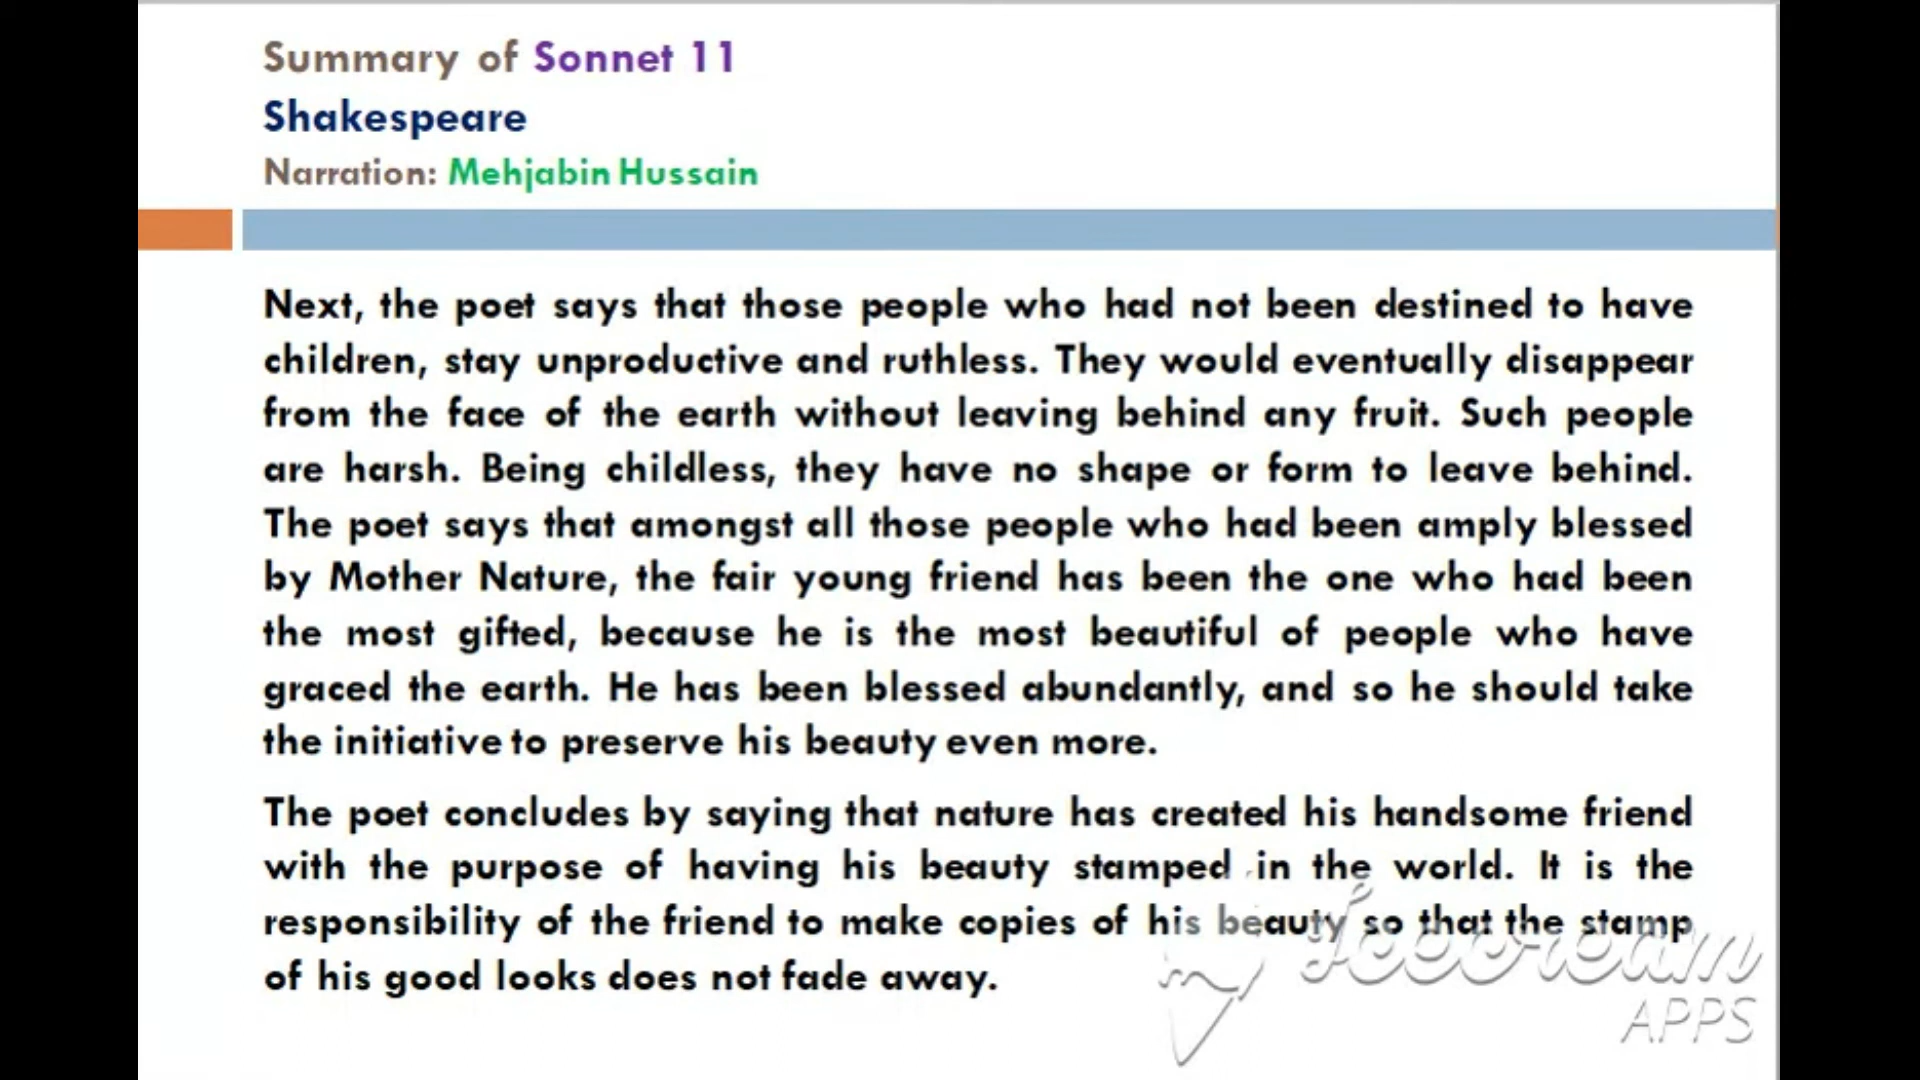 Summary of Sonnet 11
Shakespeare
Narration: Mehjabin Hussain
Next, the poet says that those people who had not been destined to have
children, stay unproductive and ruthless. They would eventually disappear
from the face of the earth without leaving behind any fruit. Such people
are harsh. Being childless, they have no shape or form to leave behind.
The poet says that amongst all those people who had been amply blessed
by Mother Nature, the fair young friend has been the one who had been
the most gifted, because he is the most beautiful of people who have
graced the earth. He has been blessed abundantly, and so he should take
the initiative to preserve his beauty even more.
The poet concludes by saying that nature has created his handsome friend
with the purpose of having his beauty stamped in the world. It is the
responsibility of the friend to make copies of his beauty so that the stamp
of his good looks does not fade away.
Icecream
APPS